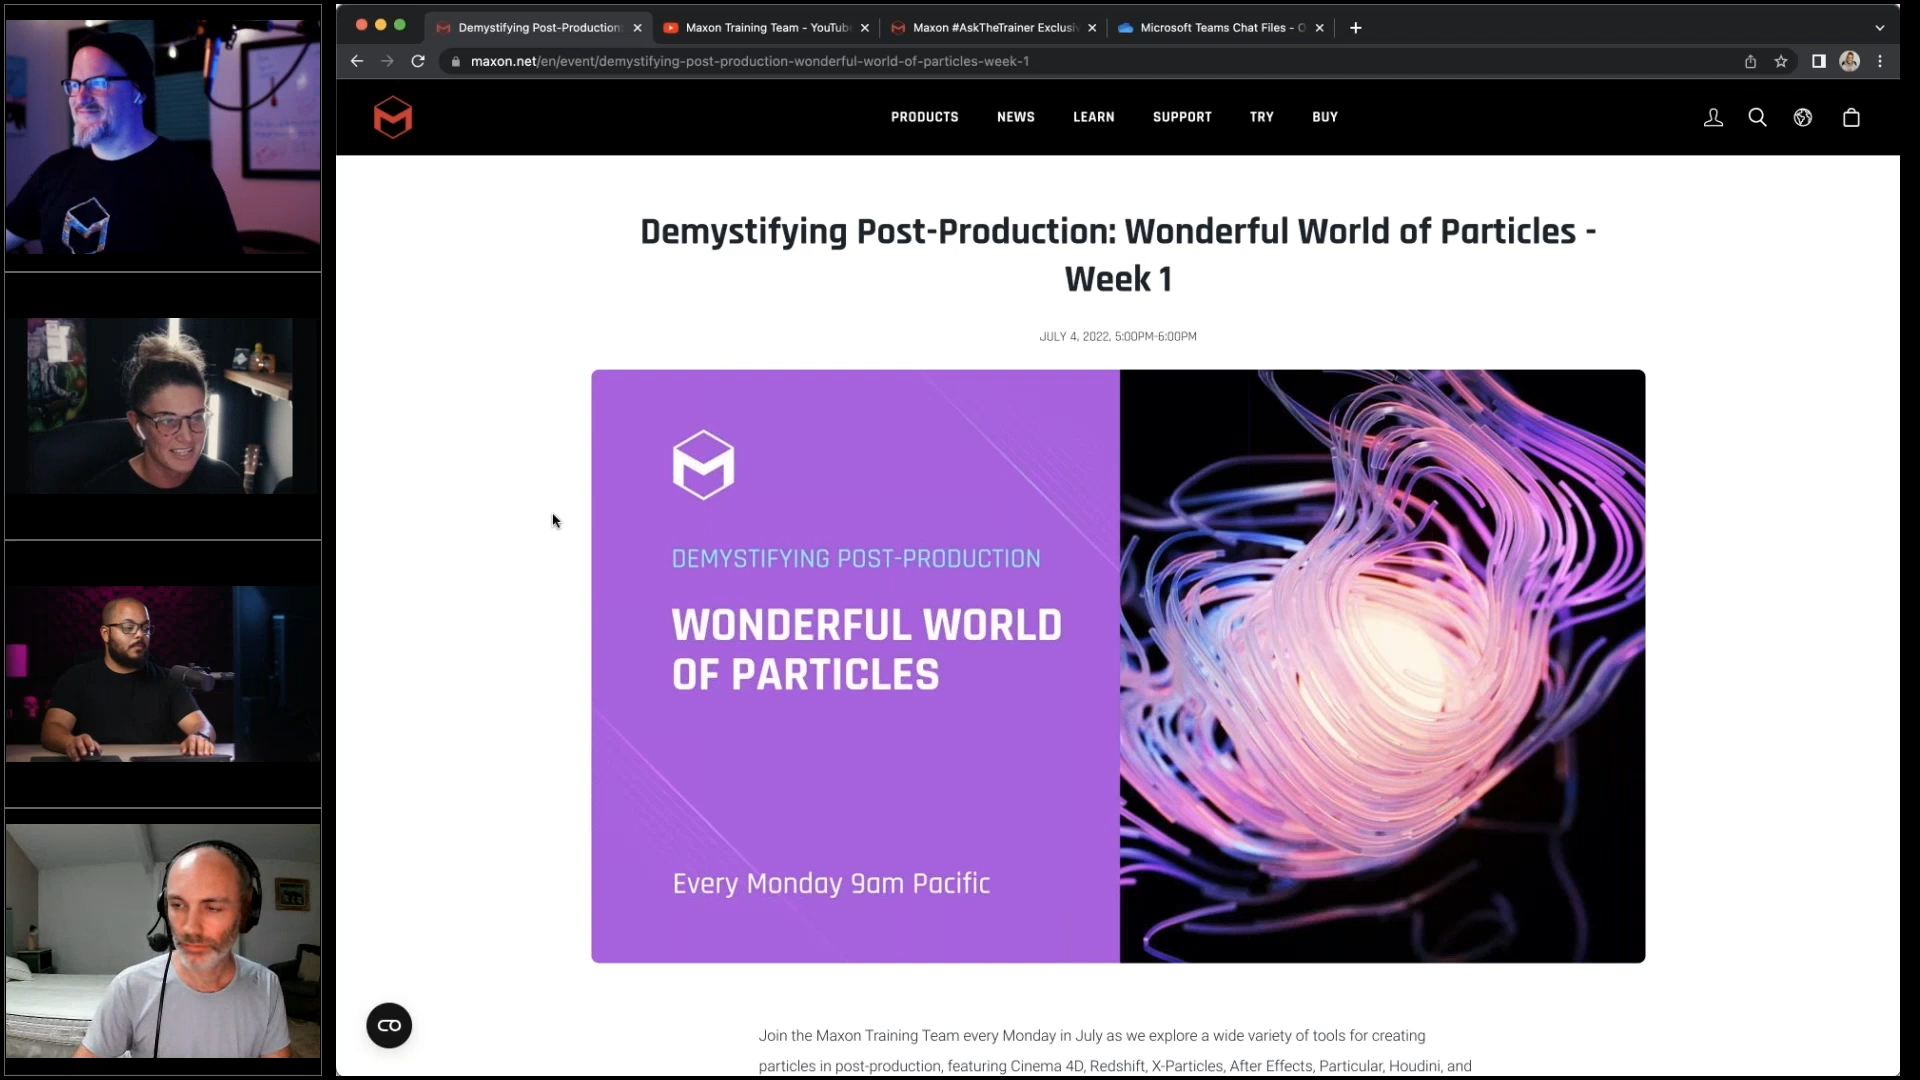 Demystifying Post-Production:
Maxon Training Team - YouTub
Maxon #AskTheTrainer Exclusi
Microsoft Teams Chat Files - O
maxon.net/en/event/demystifying-post-production-wonderful-world-of-particles-week-1
PRODUCTS NEWS LEARN SUPPORT TRY BUY
Demystifying Post-Production: Wonderful World of Particles -
Week 1
JULY 4, 2022, 5:00PM-6:00PM
DEMYSTIFYING POST-PRODUCTION
WONDERFUL WORLD
OF PARTICLES
Every Monday 9am Pacific
Join the Maxon Training Team every Monday in July as we explore a wide variety of tools for creating
particles in post-production, featuring Cinema 4D, Redshift, X-Particles, After Effects, Particular, Houdini, and